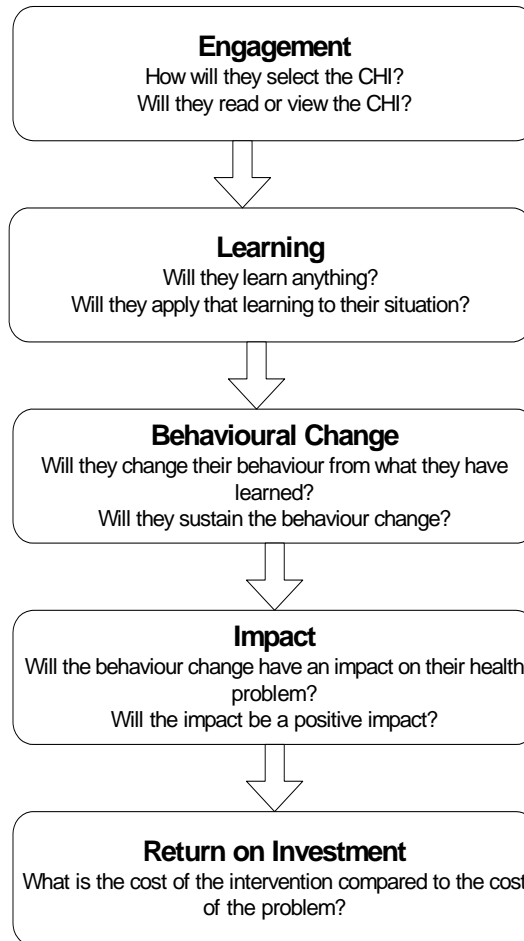 Engagement
How will they select the CHI?
Will they read or view the CHI?
Learning
Will they learn anything?
Will they apply that learning to their situation?
Behavioural Change
Will they change their behaviour from what they have
learned?
Will they sustain the behaviour change?
Impact
Will the behaviour change have an impact on their health
problem?
Will the impact be a positive impact?
Return on Investment
What is the cost of the intervention compared to the cost
of the problem?